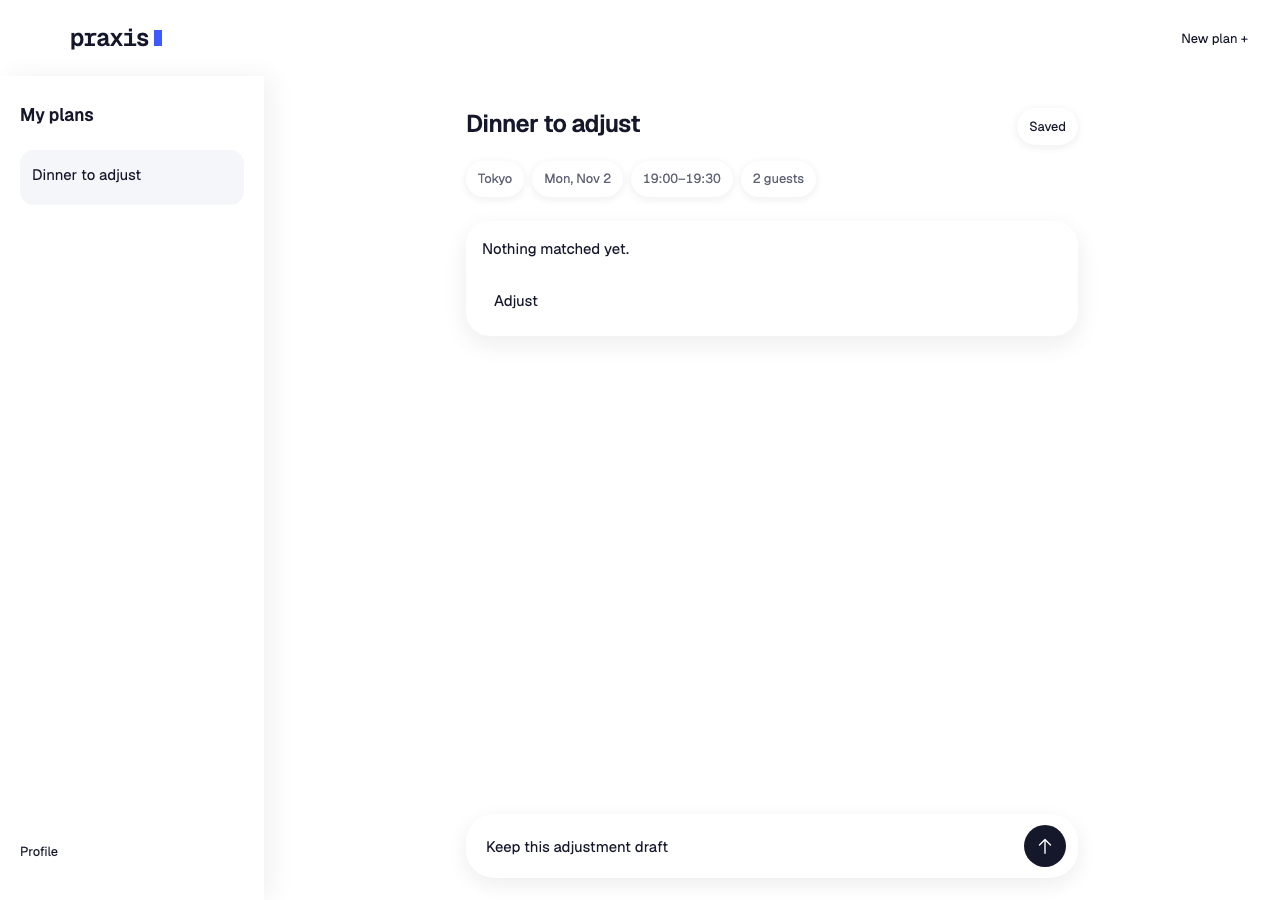 praxis
New plan +
My plans
Dinner to adjust
Profile
Dinner to adjust
Saved
Tokyo
Mon, Nov 2
19:00–19:30
2 guests
Nothing matched yet.
Adjust
Keep this adjustment draft